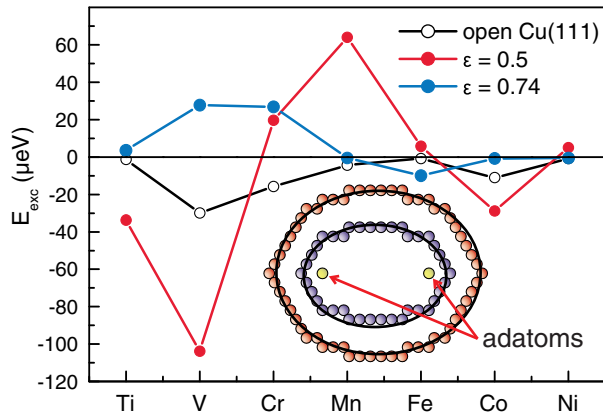 open Cu(111)
ε = 0.5
ε = 0.74
E_exc (μeV)
60
40
20
0
-20
-40
-60
-80
-100
-120
adatoms
Ti V Cr Mn Fe Co Ni